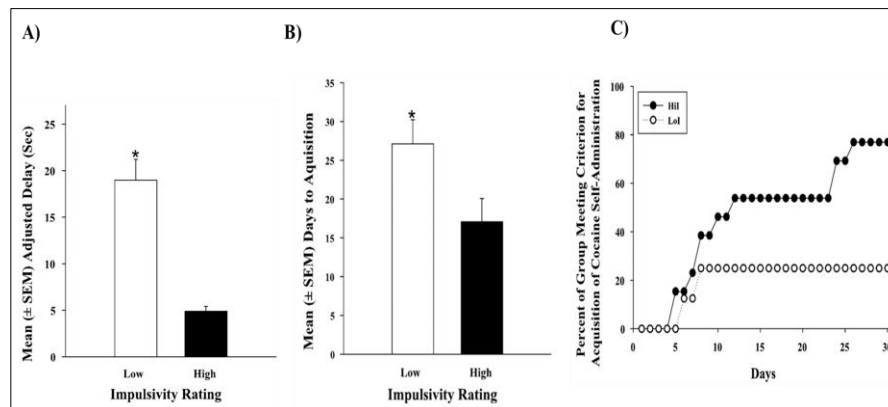 A)
Mean (± SEM) Adjusted Delay (Sec)
25
20
15
10
5
0
*
Low
High
Impulsivity Rating
B)
Mean (± SEM) Days to Aquisition
35
30
25
20
15
10
5
0
*
Low
High
Impulsivity Rating
C)
Percent of Group Meeting Criterion for
Acquisition of Cocaine Self-Administration
100
80
60
40
20
0
HiI
LoI
0
5
10
15
20
25
30
Days